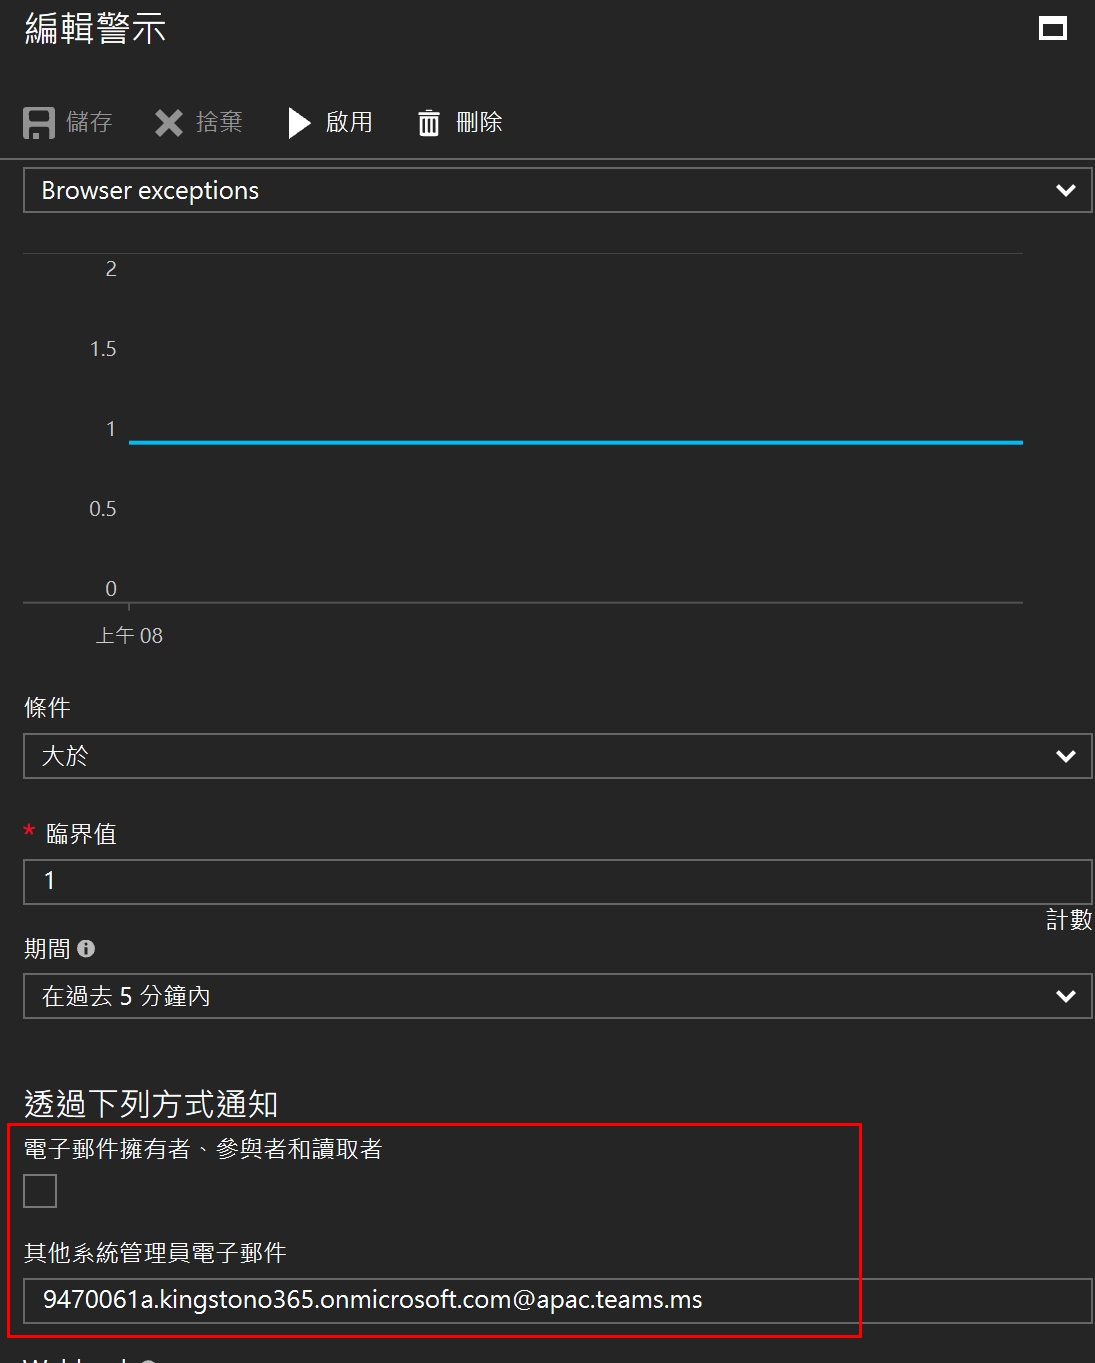 編輯警示
儲存 捨棄 啟用 刪除
Browser exceptions
2
1.5
1
0.5
0
上午 08
條件
大於
* 臨界值
1
計數
期間
在過去 5 分鐘內
透過下列方式通知
電子郵件擁有者、參與者和讀取者
其他系統管理員電子郵件
9470061a.kingstono365.onmicrosoft.com@apac.teams.ms